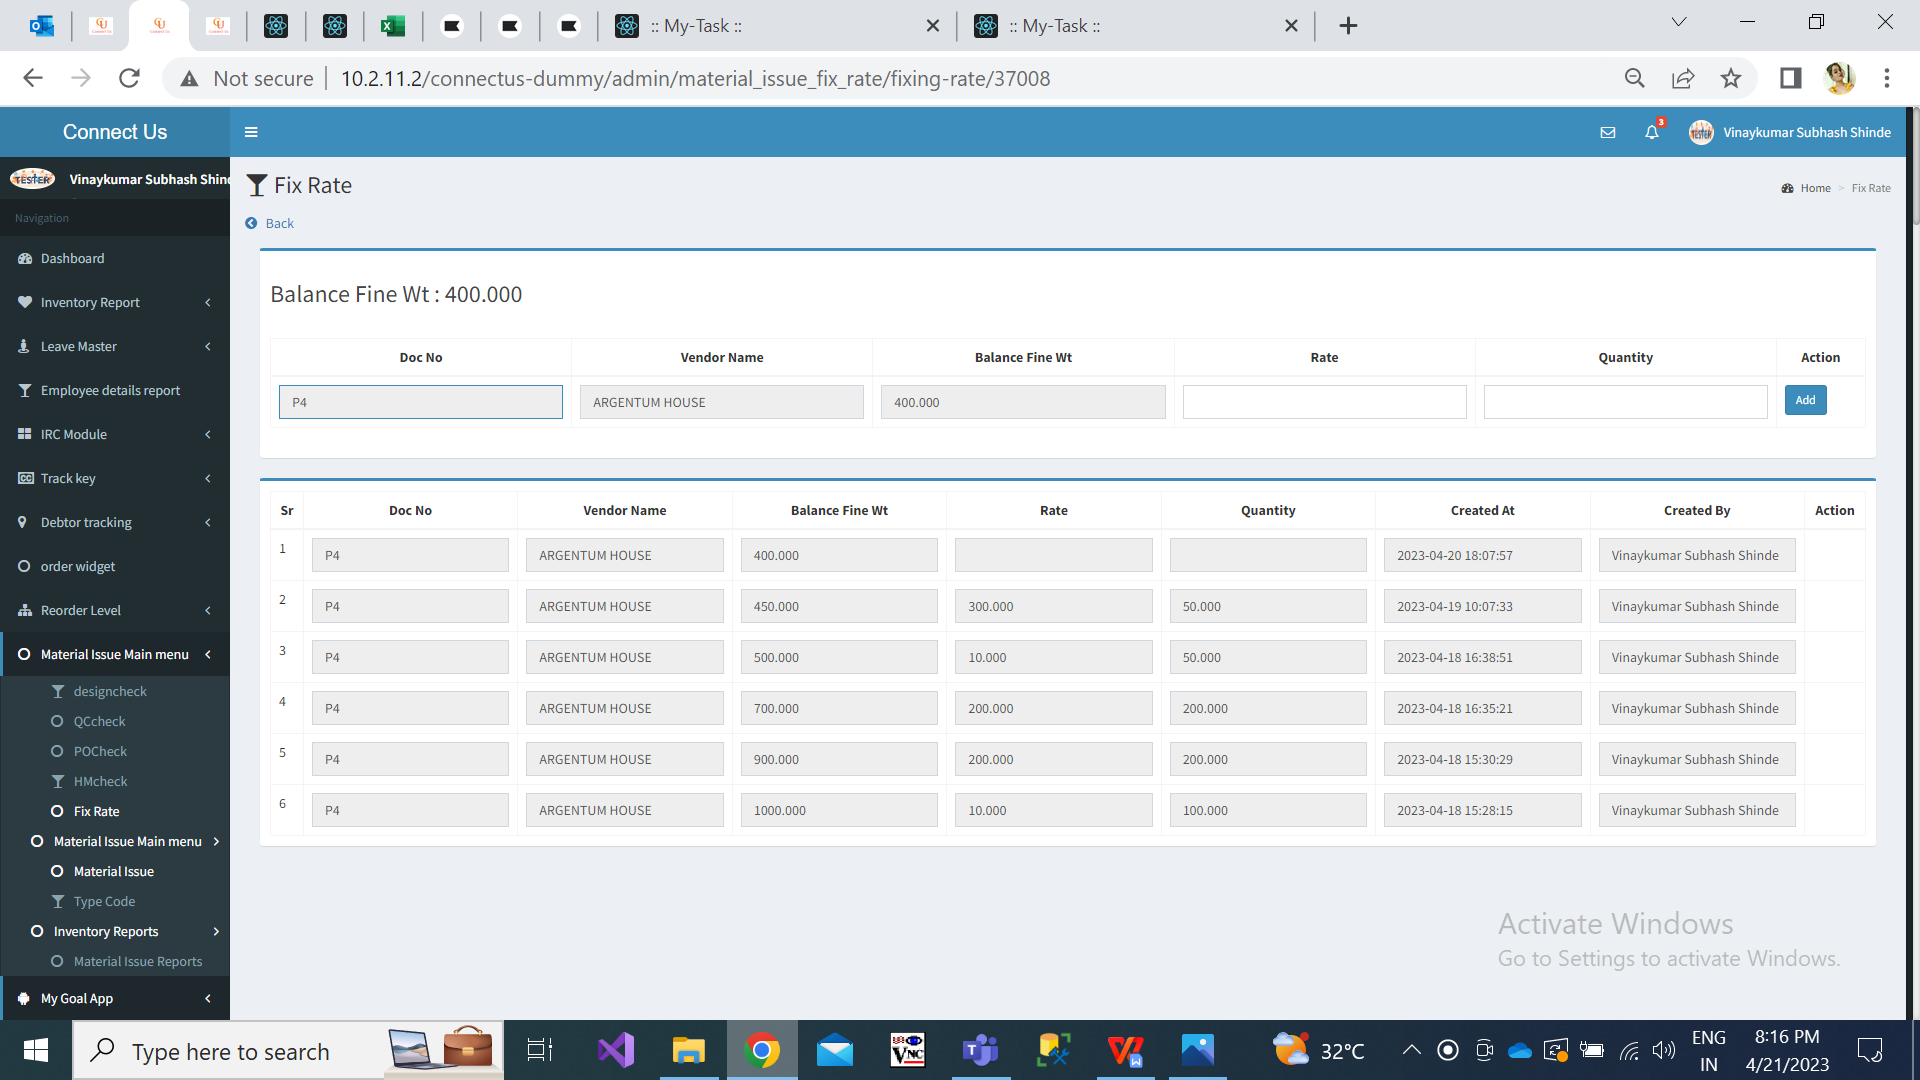 :: My-Task ::
:: My-Task ::
Not secure
10.2.11.2/connectus-dummy/admin/material_issue_fix_rate/fixing-rate/37008
Connect Us
3
Vinaykumar Subhash Shinde
TESTER
Vinaykumar Subhash Shind
Navigation
Dashboard
Inventory Report
Leave Master
Employee details report
IRC Module
Track key
Debtor tracking
order widget
Reorder Level
Material Issue Main menu
designcheck
QCcheck
POCheck
HMcheck
Fix Rate
Material Issue Main menu
Material Issue
Type Code
Inventory Reports
Material Issue Reports
My Goal App
Fix Rate
Home > Fix Rate
Back
Balance Fine Wt : 400.000
Doc No Vendor Name Balance Fine Wt Rate Quantity Action
P4 ARGENTUM HOUSE 400.000 Add
Sr Doc No Vendor Name Balance Fine Wt Rate Quantity Created At Created By Action
1 P4 ARGENTUM HOUSE 400.000 2023-04-20 18:07:57 Vinaykumar Subhash Shinde
2 P4 ARGENTUM HOUSE 450.000 300.000 50.000 2023-04-19 10:07:33 Vinaykumar Subhash Shinde
3 P4 ARGENTUM HOUSE 500.000 10.000 50.000 2023-04-18 16:38:51 Vinaykumar Subhash Shinde
4 P4 ARGENTUM HOUSE 700.000 200.000 200.000 2023-04-18 16:35:21 Vinaykumar Subhash Shinde
5 P4 ARGENTUM HOUSE 900.000 200.000 200.000 2023-04-18 15:30:29 Vinaykumar Subhash Shinde
6 P4 ARGENTUM HOUSE 1000.000 10.000 100.000 2023-04-18 15:28:15 Vinaykumar Subhash Shinde
Activate Windows
Go to Settings to activate Windows.
Type here to search
32°C
ENG
IN
8:16 PM
4/21/2023